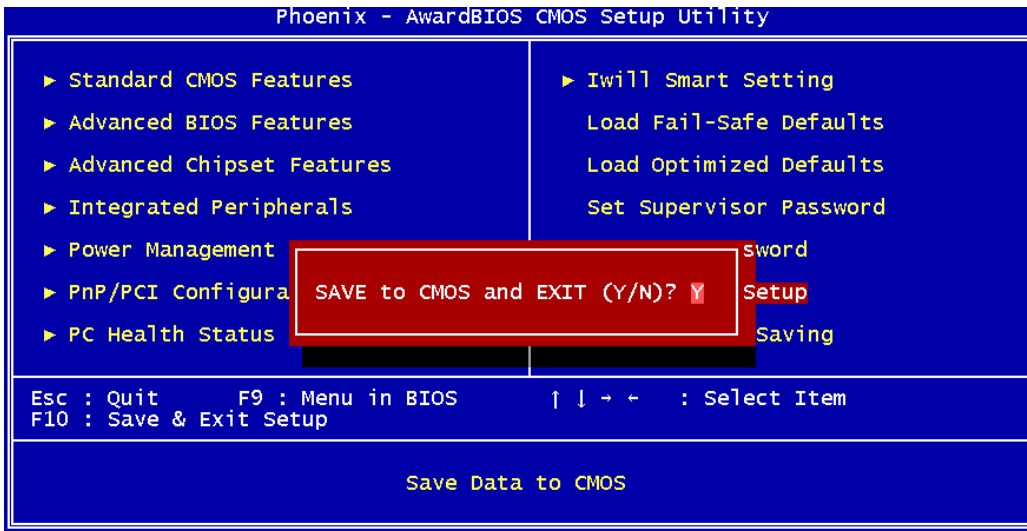 Phoenix - AwardBIOS CMOS Setup Utility
► Standard CMOS Features
► Advanced BIOS Features
► Advanced Chipset Features
► Integrated Peripherals
► Power Management
► PnP/PCI Configura
► PC Health Status
► Iwill Smart Setting
Load Fail-Safe Defaults
Load Optimized Defaults
Set Supervisor Password
sword
Setup
Saving
SAVE to CMOS and EXIT (Y/N)? Y
Esc : Quit F9 : Menu in BIOS ↑ ↓ → ← : Select Item
F10 : Save & Exit Setup
Save Data to CMOS